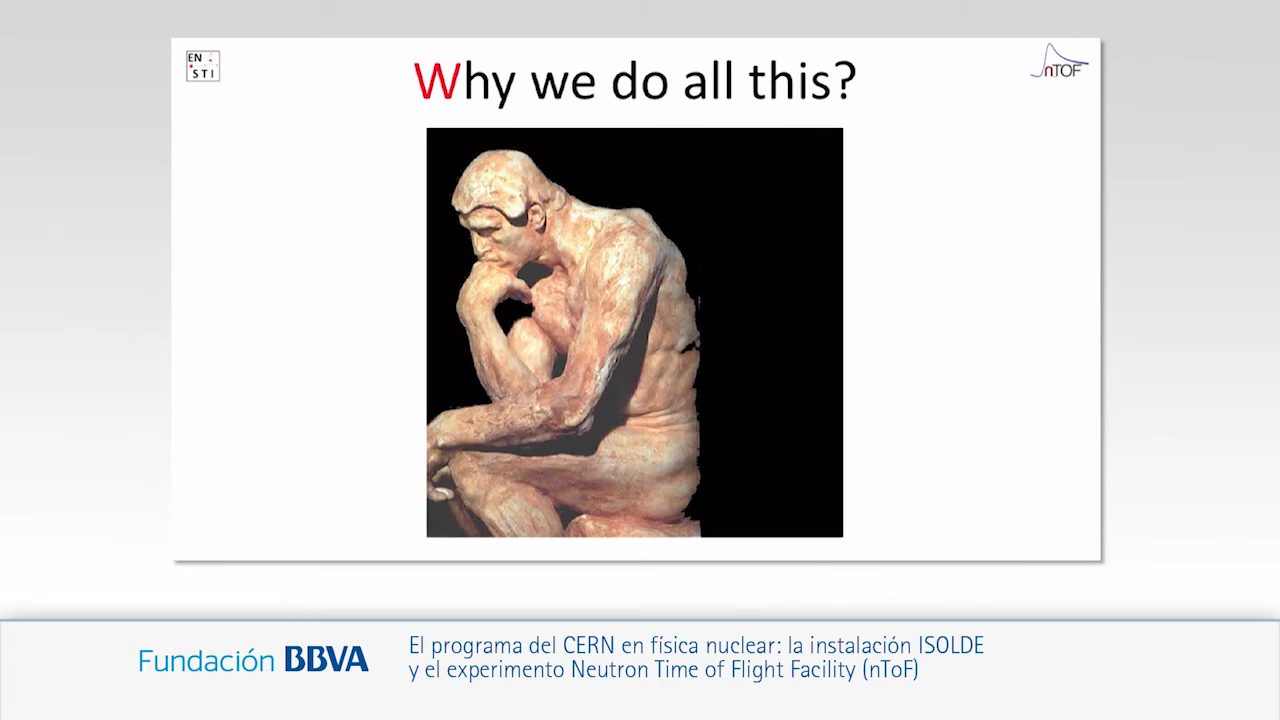 EN
STI
Why we do all this?
nTOF
Fundación BBVA
El programa del CERN en física nuclear: la instalación ISOLDE
y el experimento Neutron Time of Flight Facility (nToF)